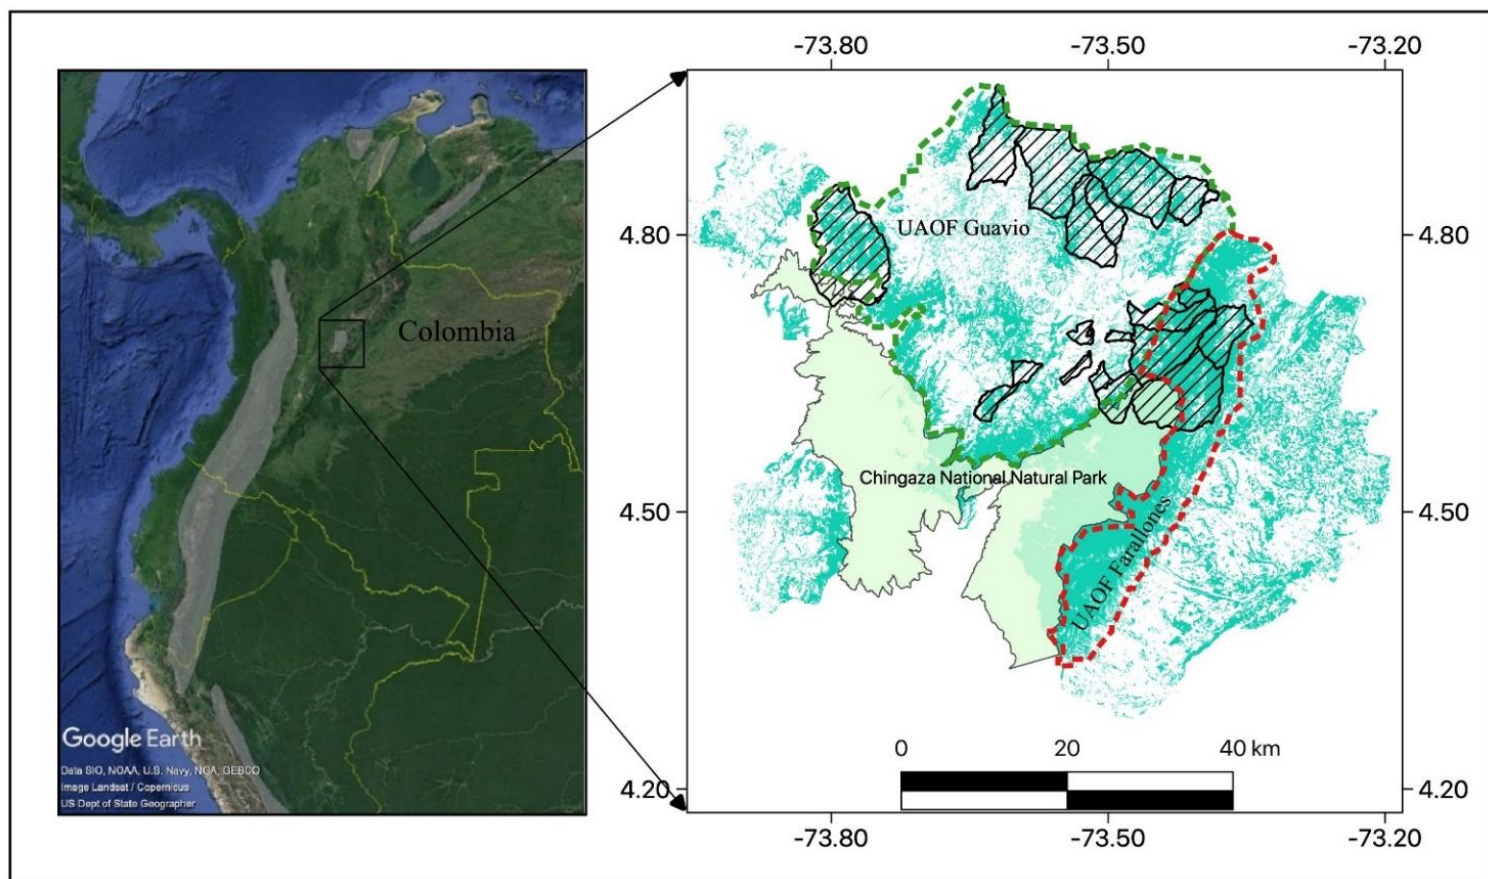 -73.80 -73.50 -73.20
Colombia
Google Earth
Data SIO, NOAA, U.S. Navy, NGA, GEBCO
Image Landsat / Copernicus
US Dept of State Geographer
4.80 4.80
UAOF Guavio
Chingaza National Natural Park
4.50 4.50
UAOF Farallones
0 20 40 km
4.20 4.20
-73.80 -73.50 -73.20